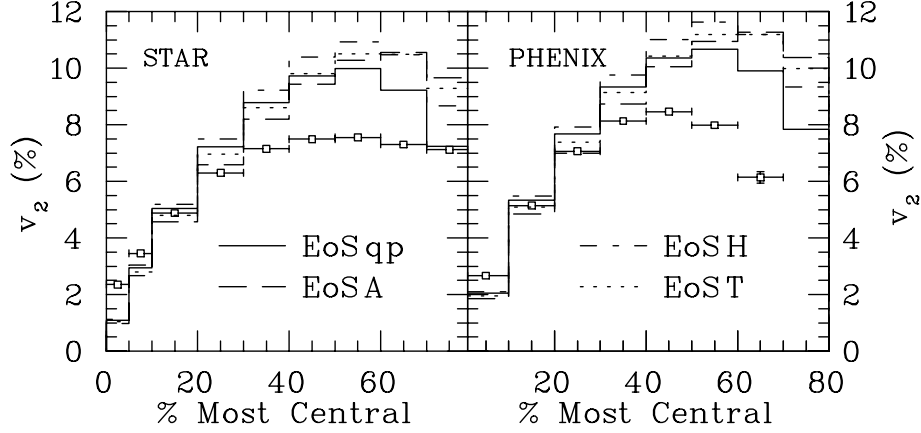 12
10
8
6
4
2
0
v2 (%)
STAR
EoSqp
EoSA
0 20 40 60
% Most Central
PHENIX
EoSH
EoST
20 40 60 80
% Most Central
12
10
8
6
4
2
0
v2 (%)